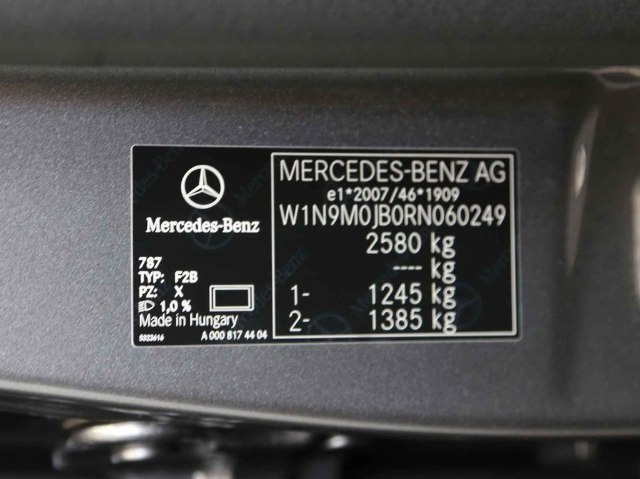 Mercedes-Benz
787
TYP: F2B
PZ: X
1,0 %
Made in Hungary
5923616 A 000 817 44 04
MERCEDES-BENZ AG
e1*2007/46*1909
W1N9M0JB0RN060249
2580 kg
---- kg
1- 1245 kg
2- 1385 kg